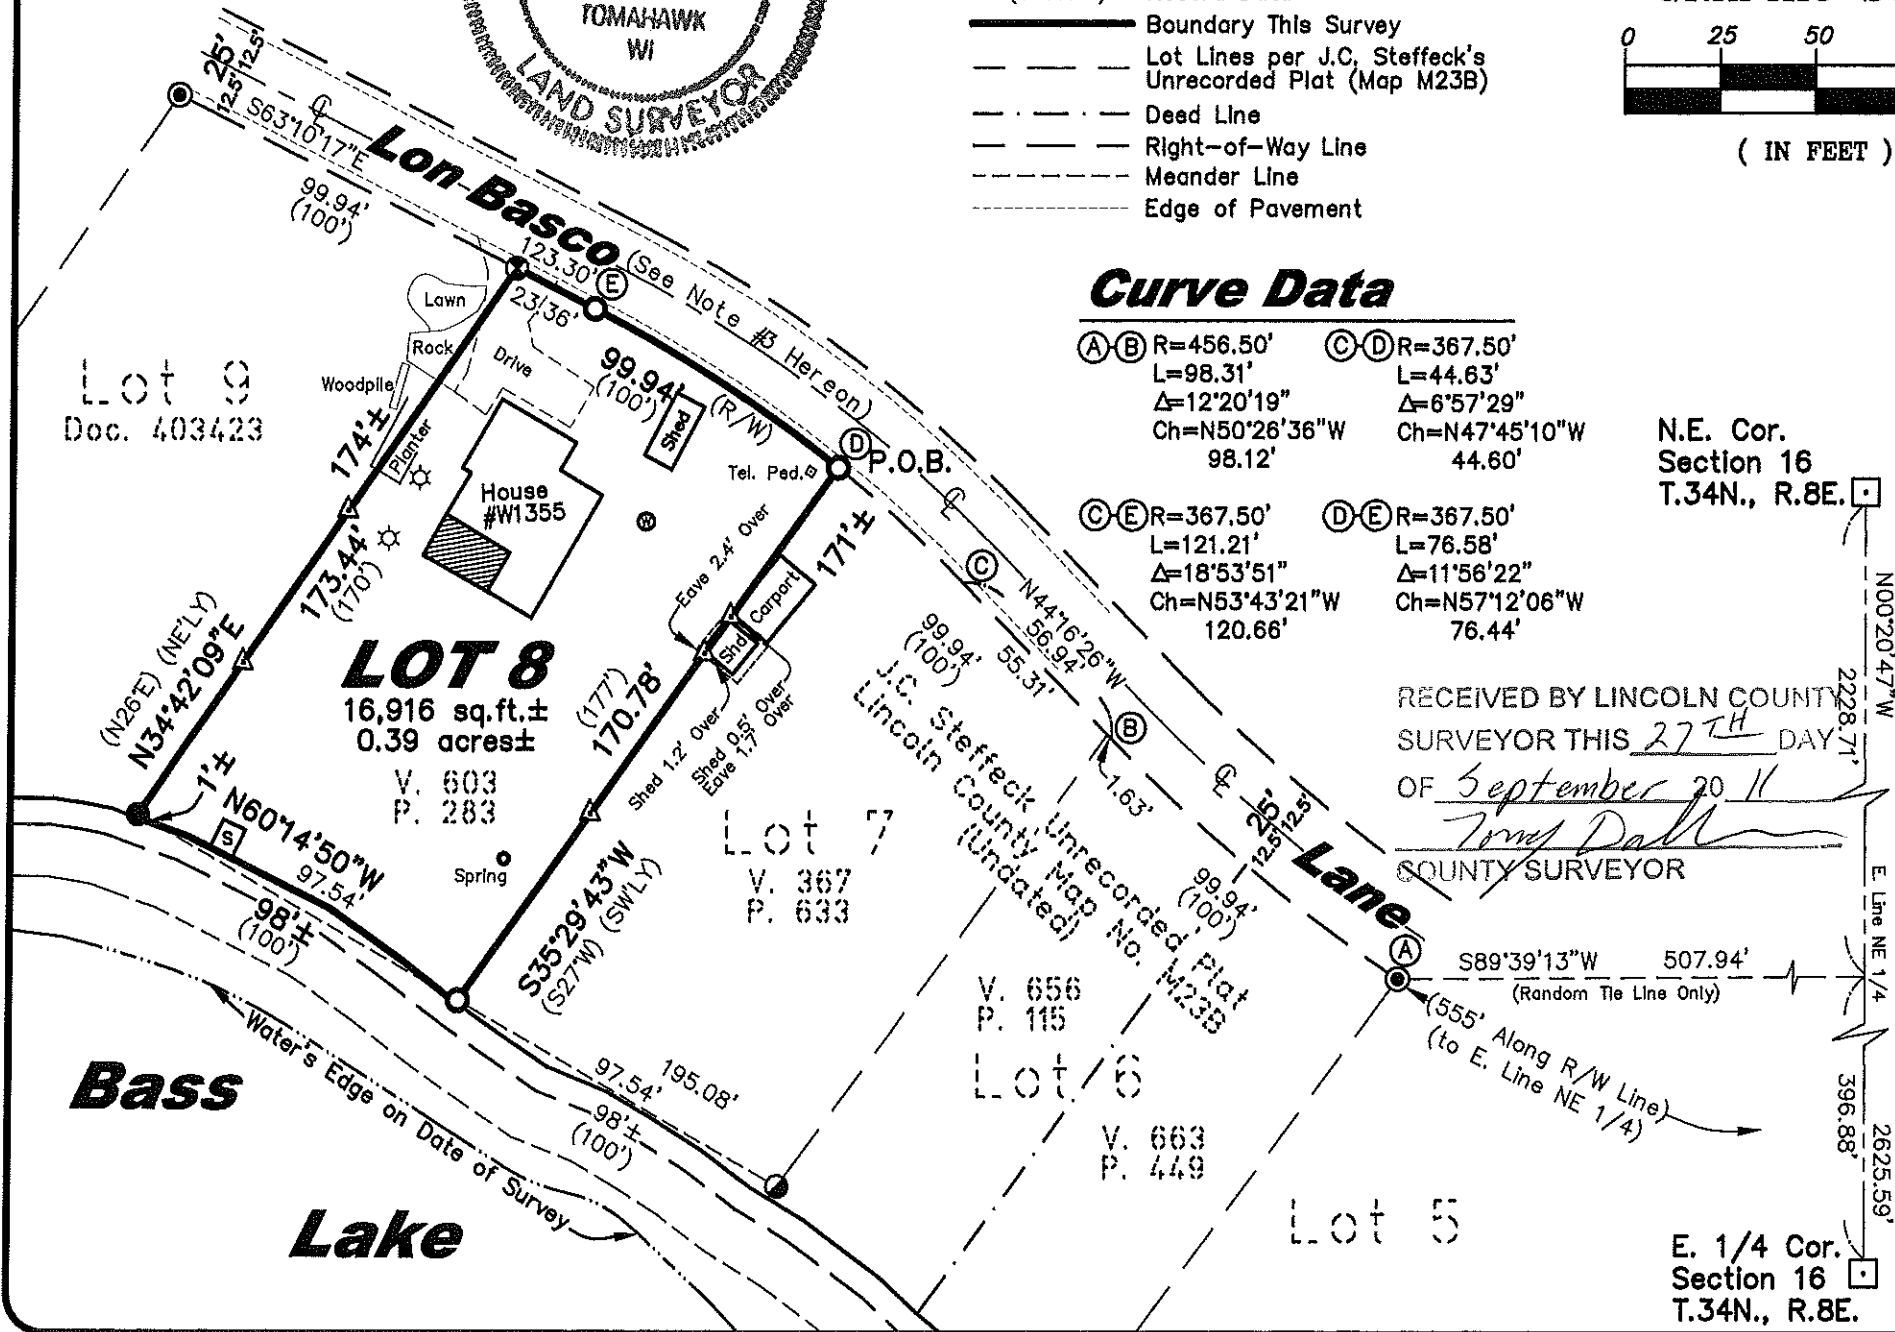 TOMAHAWK
WI
LAND SURVEYOR
Boundary This Survey
Lot Lines per J.C. Steffeck's
Unrecorded Plat (Map M23B)
Deed Line
Right-of-Way Line
Meander Line
Edge of Pavement
0 25 50
( IN FEET )
25'
12.5' 12.5'
S63°10'17"E
99.94'
(100')
Lon Basco
123.30'
E
(See Note #3 Hereon)
23.36'
Lawn
Rock
Drive
Woodpile
Planter
99.94'
(100')
(R/W)
Shed
Lot 9
Doc. 403423
174'±
173.44'
(170')
House
#W1355
Tel. Ped.
D
P.O.B.
W
Eave 2.4' Over
Carport
171'±
Shd
(N26°E) (NE'LY)
N34°42'09"E
LOT 8
16,916 sq.ft.±
0.39 acres±
V. 603
P. 283
(177')
170.78'
Shed 1.2' Over
Shed 0.5' Over
Eave 1.7' Over
1'±
N60°14'50"W
97.54'
S
98'±
(100')
Spring
S35°29'43"W
(S27°W) (SW'LY)
Lot 7
V. 367
P. 633
Curve Data
A-B R=456.50'
L=98.31'
Δ=12°20'19"
Ch=N50°26'36"W
98.12'
C-D R=367.50'
L=44.63'
Δ=6°57'29"
Ch=N47°45'10"W
44.60'
C-E R=367.50'
L=121.21'
Δ=18°53'51"
Ch=N53°43'21"W
120.66'
D-E R=367.50'
L=76.58'
Δ=11°56'22"
Ch=N57°12'06"W
76.44'
N.E. Cor.
Section 16
T.34N., R.8E.
N00°20'47"W
2228.71'
C
N44°16'26"W
56.94'
55.31'
99.94'
(100')
B
1.63'
J.C. Steffeck Unrecorded Plat
Lincoln County Map No. M23B
(Undated)
25'
12.5' 12.5'
Lane
99.94'
(100')
A
RECEIVED BY LINCOLN COUNTY
SURVEYOR THIS 27TH DAY
OF September 20 11
COUNTY SURVEYOR
S89°39'13"W 507.94'
(Random Tie Line Only)
E. Line NE 1/4
(555' Along R/W Line)
(to E. Line NE 1/4)
396.88'
2625.59'
V. 656
P. 115
Lot 6
V. 663
P. 449
Lot 5
97.54'
195.08'
98'±
(100')
Bass
Water's Edge on Date of Survey
Lake
E. 1/4 Cor.
Section 16
T.34N., R.8E.